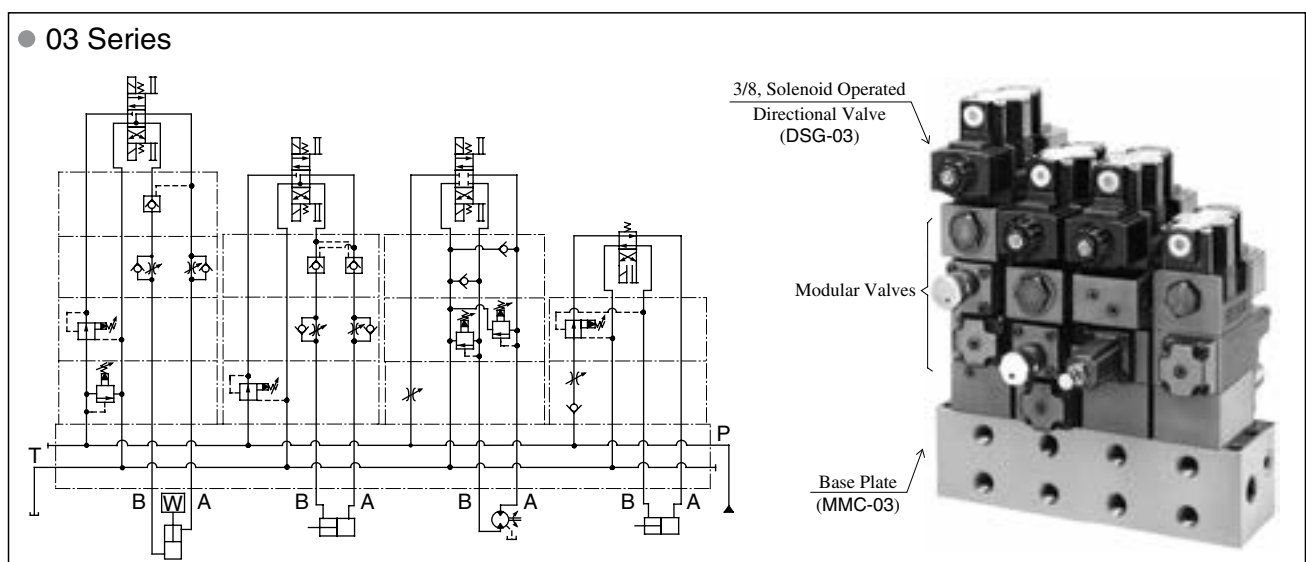 03 Series
3/8, Solenoid Operated
Directional Valve
(DSG-03)
Modular Valves
Base Plate
(MMC-03)
T
P
B W A
B A
B A
B A